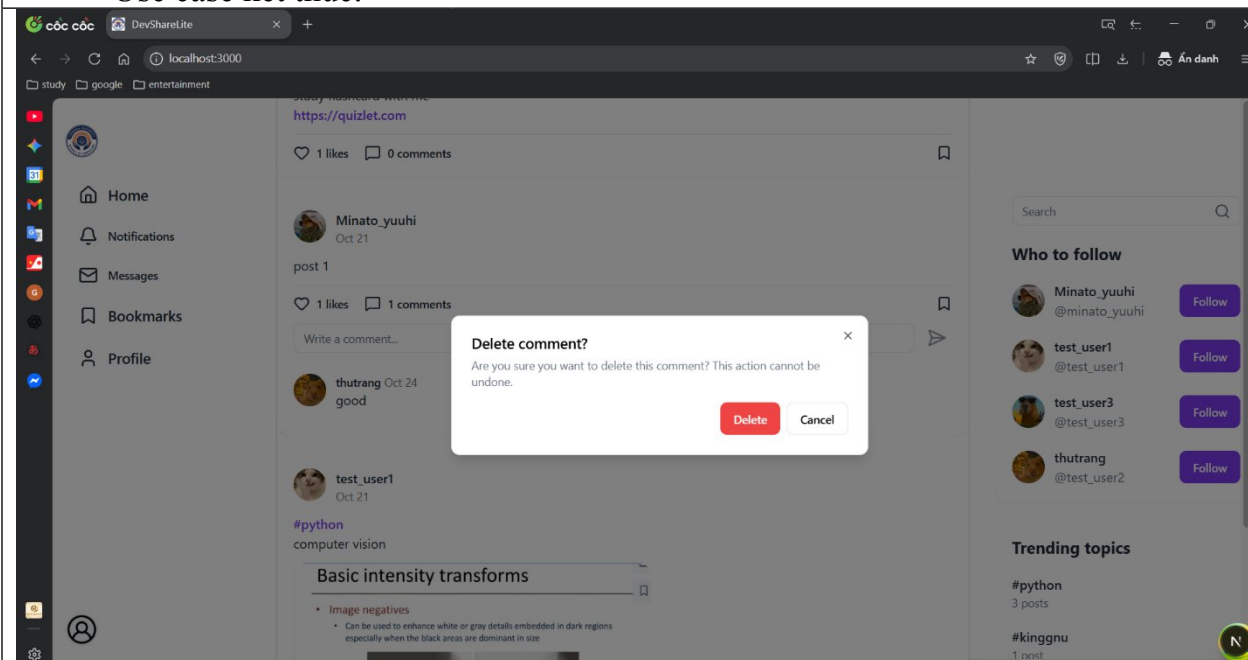 Use case kết thúc.
cốc cốc
DevShareLite
localhost:3000
Ẩn danh
study
google
entertainment
https://quizlet.com
1 likes
0 comments
Home
Notifications
Messages
Bookmarks
Profile
Minato_yuuhi
Oct 21
post 1
1 likes
1 comments
Write a comment...
thutrang Oct 24
good
Delete comment?
Are you sure you want to delete this comment? This action cannot be
undone.
Delete
Cancel
test_user1
Oct 21
#python
computer vision
Basic intensity transforms
• Image negatives
• Can be used to enhance white or gray details embedded in dark regions
especially when the black areas are dominant in size
Search
Who to follow
Minato_yuuhi
@minato_yuuhi
Follow
test_user1
@test_user1
Follow
test_user3
@test_user3
Follow
thutrang
@test_user2
Follow
Trending topics
#python
3 posts
#kinggnu
1 post
N